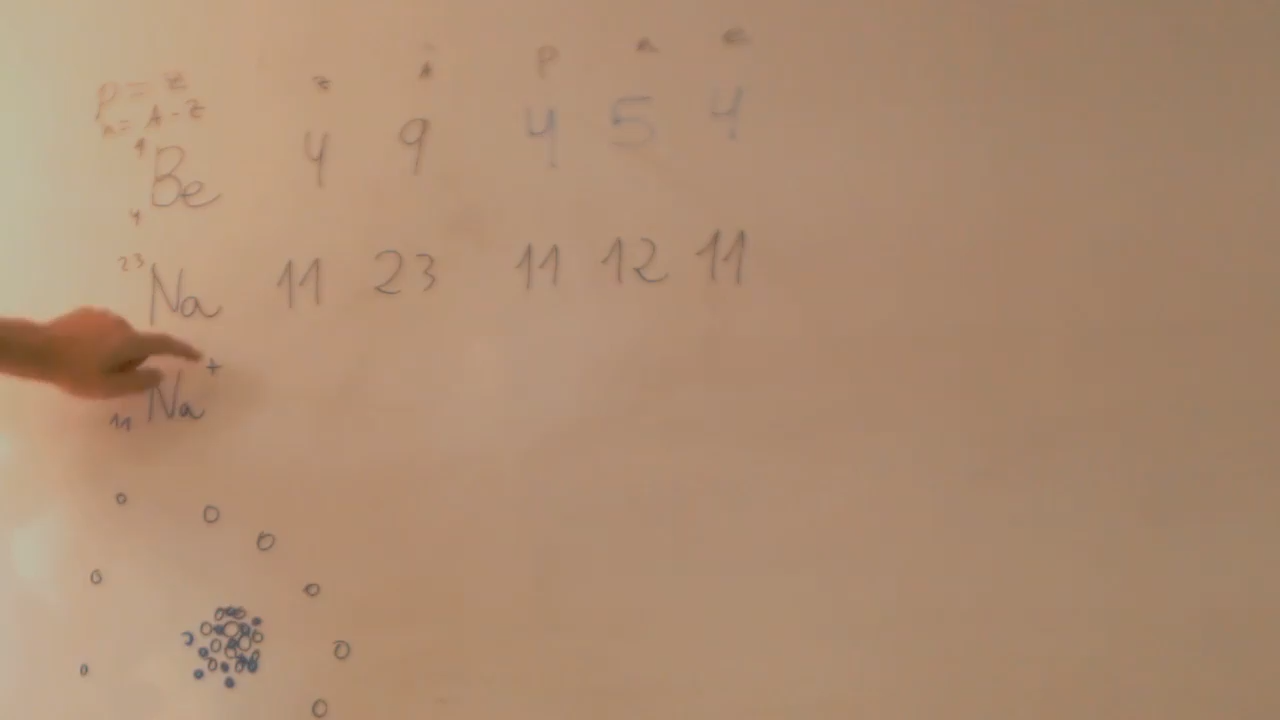 Z A P n e
P = Z
n = A - Z
9 4 Be 4 9 4 5 4
23 Na 11 23 11 12 11
11 Na +